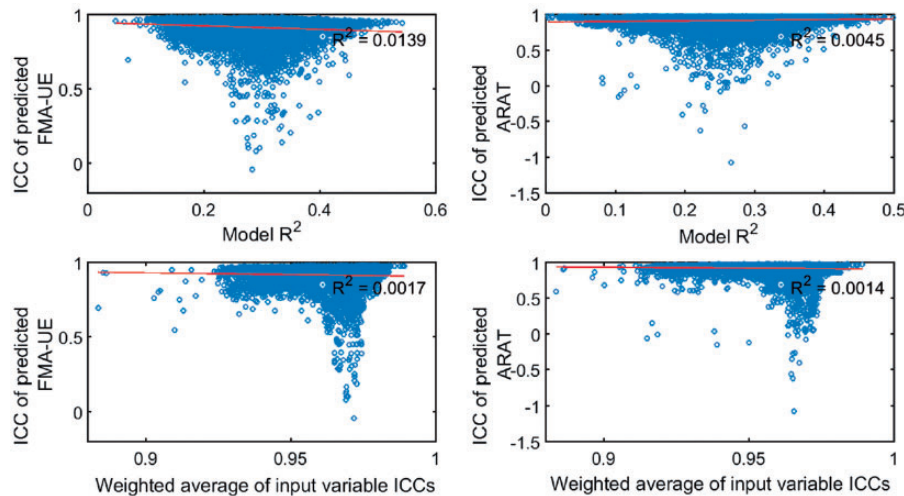 ICC of predicted
FMA-UE
1
0.5
0
R² = 0.0139
0
0.2
0.4
0.6
Model R²
ICC of predicted
ARAT
1
0.5
0
-0.5
-1
-1.5
R² = 0.0045
0
0.1
0.2
0.3
0.4
0.5
Model R²
ICC of predicted
FMA-UE
1
0.5
0
R² = 0.0017
0.9
0.95
1
Weighted average of input variable ICCs
ICC of predicted
ARAT
1
0.5
0
-0.5
-1
-1.5
R² = 0.0014
0.9
0.95
1
Weighted average of input variable ICCs